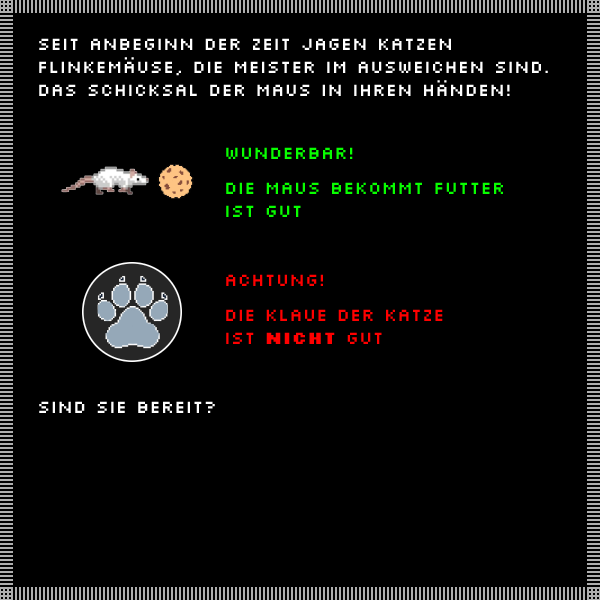 SEIT ANBEGINN DER ZEIT JAGEN KATZEN
FLINKEMÄUSE, DIE MEISTER IM AUSWEICHEN SIND.
DAS SCHICKSAL DER MAUS IN IHREN HÄNDEN!
WUNDERBAR!
DIE MAUS BEKOMMT FUTTER
IST GUT
ACHTUNG!
DIE KLAUE DER KATZE
IST NICHT GUT
SIND SIE BEREIT?